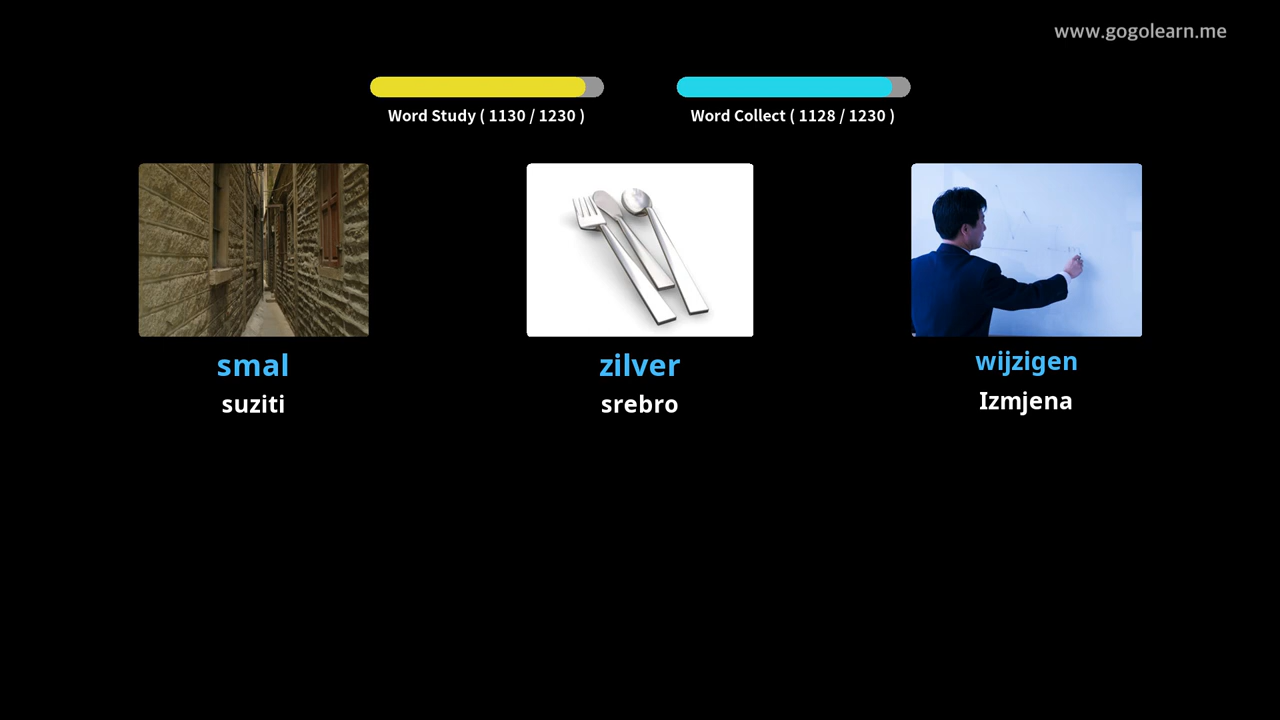 www.gogolearn.me
Word Study ( 1130 / 1230 )
Word Collect ( 1128 / 1230 )
smal
suziti
zilver
srebro
wijzigen
Izmjena